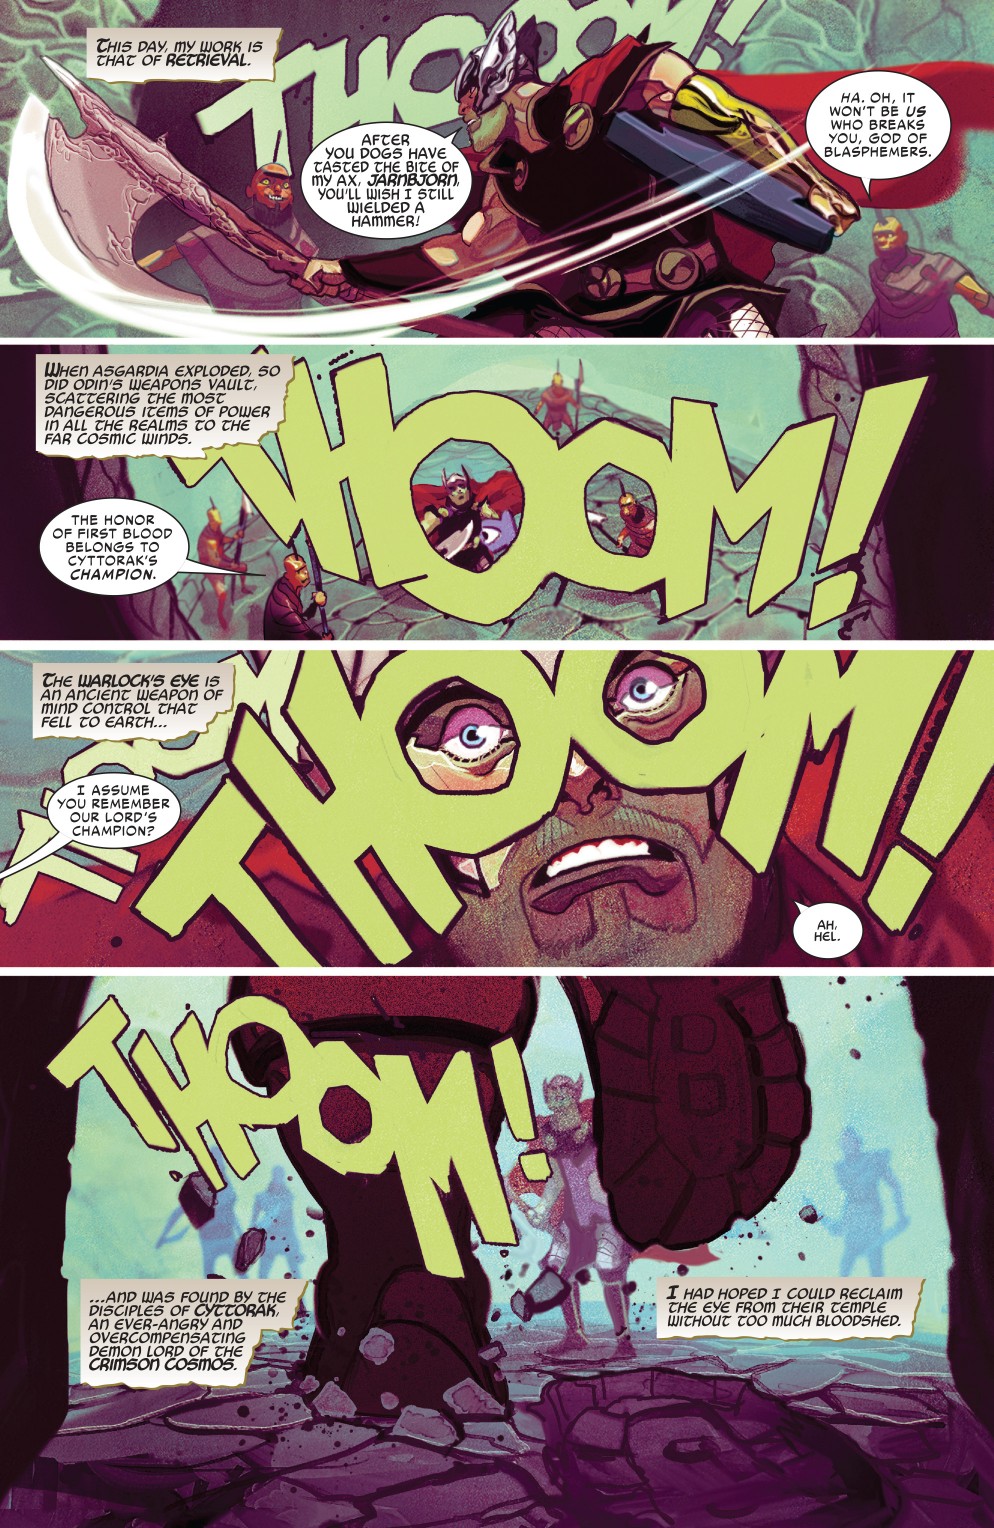 THIS DAY, MY WORK IS
THAT OF RETRIEVAL.
THOOOM!
AFTER
YOU DOGS HAVE
TASTED THE BITE OF
MY AX, JARNBJORN,
YOU'LL WISH I STILL
WIELDED A
HAMMER!
HA. OH, IT
WON'T BE US
WHO BREAKS
YOU, GOD OF
BLASPHEMERS.
WHEN ASGARDIA EXPLODED, SO
DID ODIN'S WEAPONS VAULT,
SCATTERING THE MOST
DANGEROUS ITEMS OF POWER
IN ALL THE REALMS TO THE
FAR COSMIC WINDS.
THOOM!
THE HONOR
OF FIRST BLOOD
BELONGS TO
CYTTORAK'S
CHAMPION.
THE WARLOCK'S EYE IS
AN ANCIENT WEAPON OF
MIND CONTROL THAT
FELL TO EARTH...
THOOM
THOOM!
I ASSUME
YOU REMEMBER
OUR LORD'S
CHAMPION?
AH,
HEL.
THOOM!
...AND WAS FOUND BY THE
DISCIPLES OF CYTTORAK,
AN EVER-ANGRY AND
OVERCOMPENSATING
DEMON LORD OF THE
CRIMSON COSMOS.
I HAD HOPED I COULD RECLAIM
THE EYE FROM THEIR TEMPLE
WITHOUT TOO MUCH BLOODSHED.